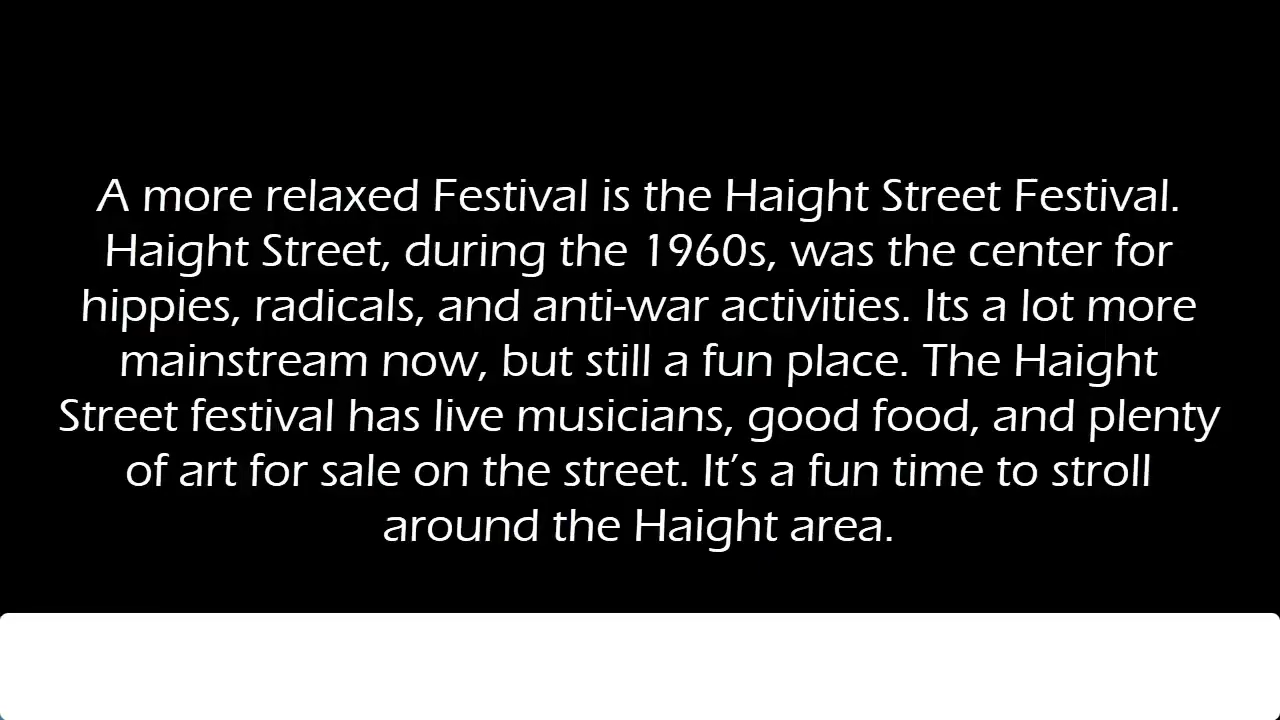 A more relaxed Festival is the Haight Street Festival.
Haight Street, during the 1960s, was the center for
hippies, radicals, and anti-war activities. Its a lot more
mainstream now, but still a fun place. The Haight
Street festival has live musicians, good food, and plenty
of art for sale on the street. It’s a fun time to stroll
around the Haight area.